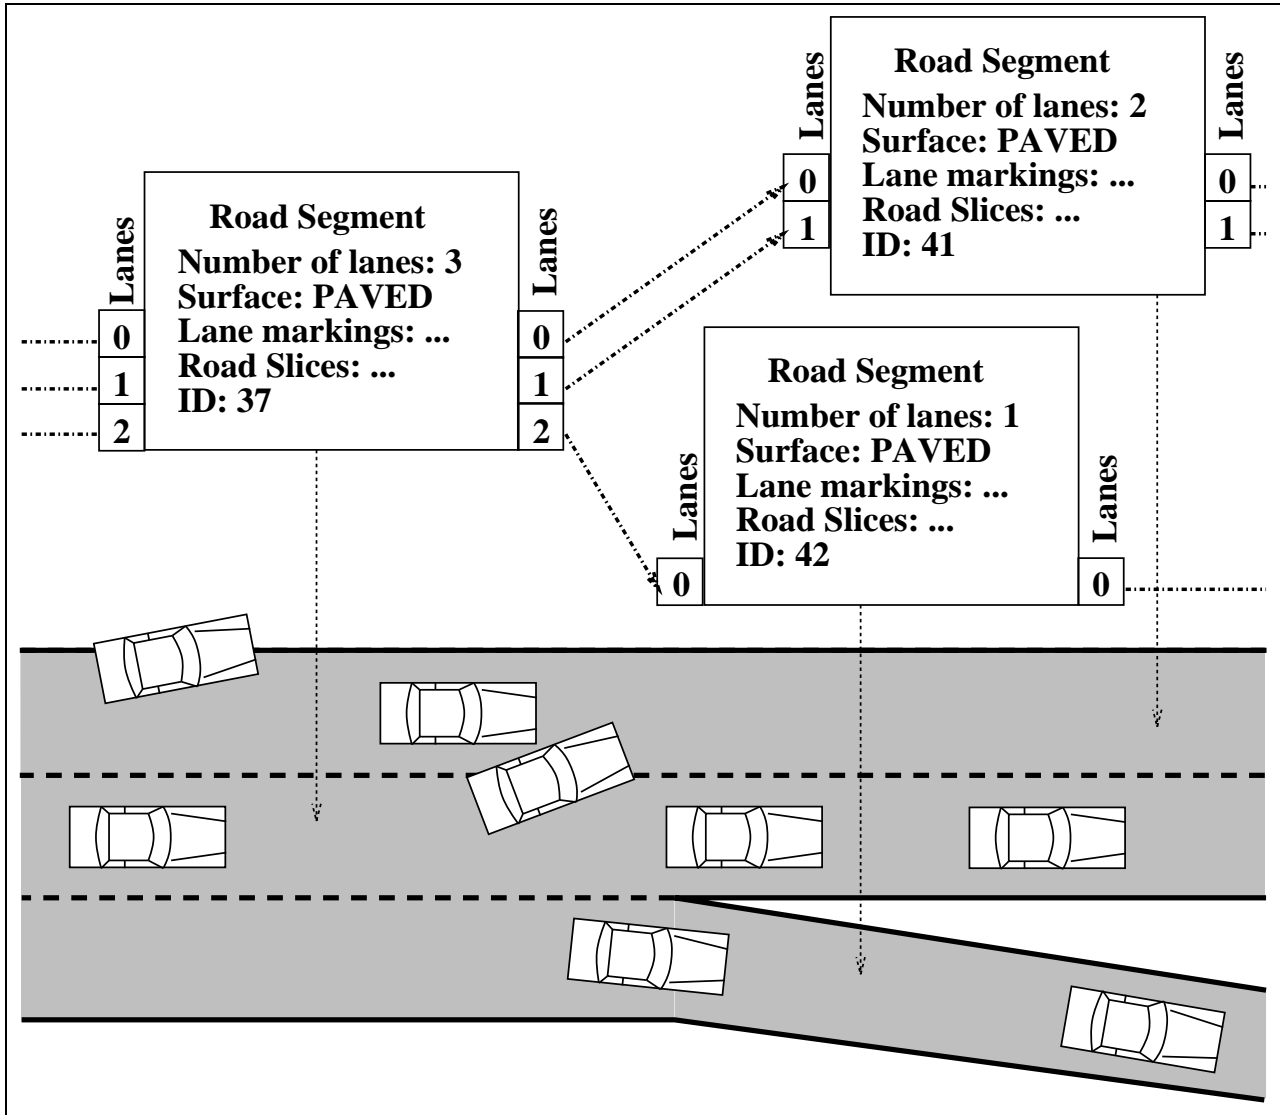 Road Segment
Number of lanes: 2
Surface: PAVED
Lane markings: ...
Road Slices: ...
ID: 41
Lanes
0
1
Lanes
0
1
Road Segment
Number of lanes: 3
Surface: PAVED
Lane markings: ...
Road Slices: ...
ID: 37
Lanes
0
1
2
Lanes
0
1
2
Road Segment
Number of lanes: 1
Surface: PAVED
Lane markings: ...
Road Slices: ...
ID: 42
Lanes
0
Lanes
0